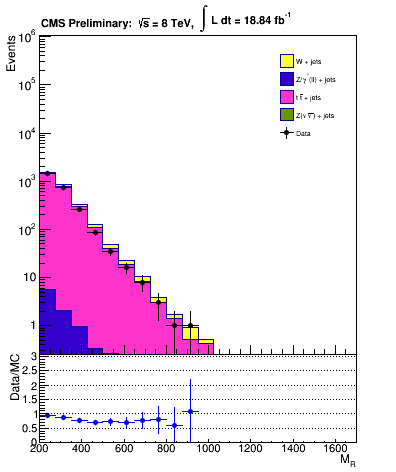 CMS Preliminary: √s = 8 TeV, ∫ L dt = 18.84 fb⁻¹
Events
10⁶
10⁵
10⁴
10³
10²
10
1
W + jets
Z/γ*(ll) + jets
t t̄ + jets
Z(ν ν̄) + jets
Data
Data/MC
3
2.5
2
1.5
1
0.5
0
200 400 600 800 1000 1200 1400 1600
M_R